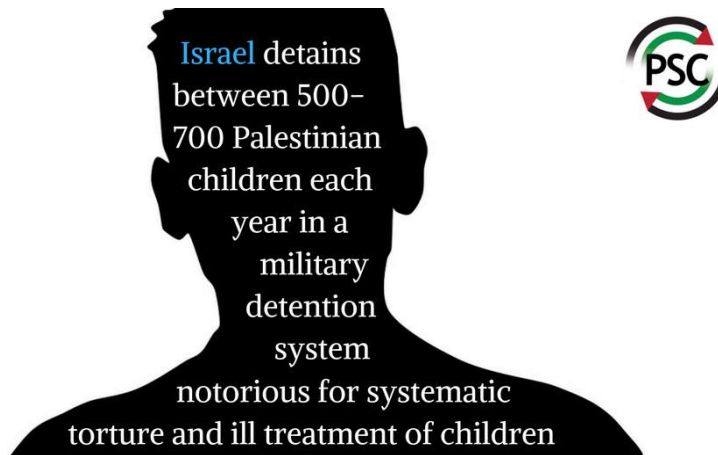 Israel detains
between 500-
700 Palestinian
children each
year in a
military
detention
system
notorious for systematic
torture and ill treatment of children
PSC